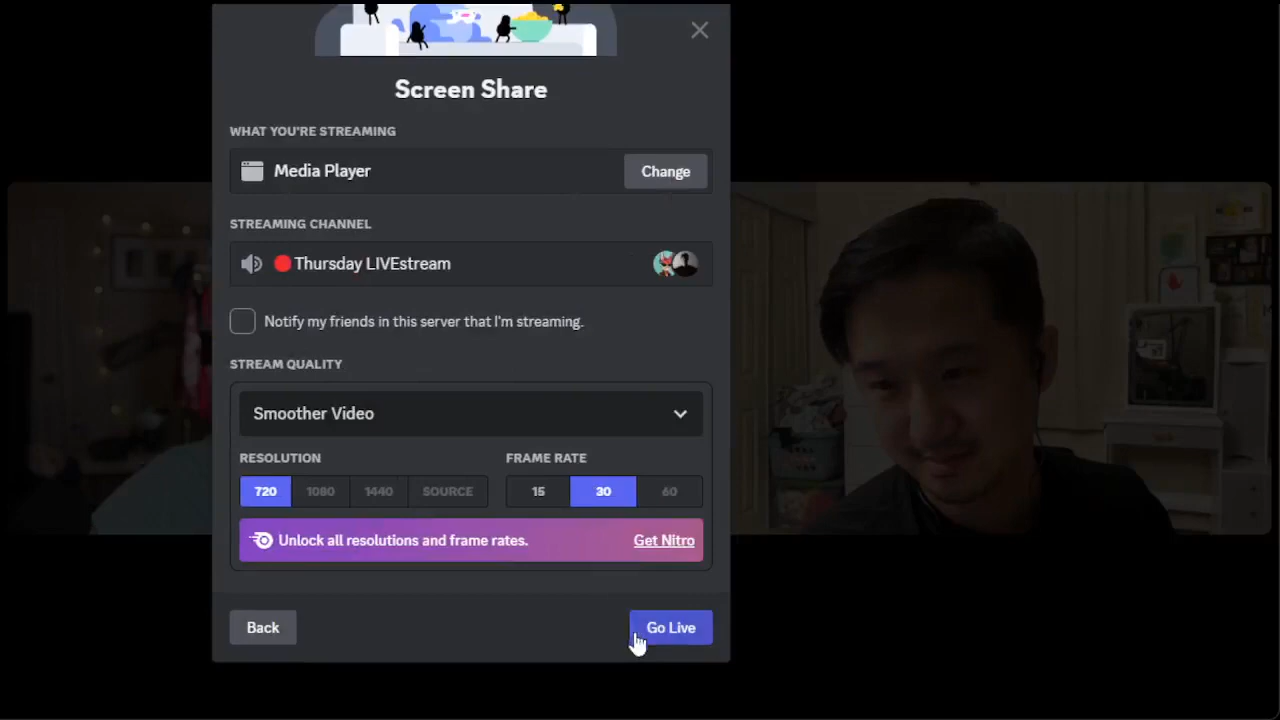 Screen Share
WHAT YOU'RE STREAMING
Media Player
Change
STREAMING CHANNEL
Thursday LIVEstream
Notify my friends in this server that I'm streaming.
STREAM QUALITY
Smoother Video
RESOLUTION
FRAME RATE
720 1080 1440 SOURCE
15 30 60
Unlock all resolutions and frame rates. Get Nitro
Back
Go Live